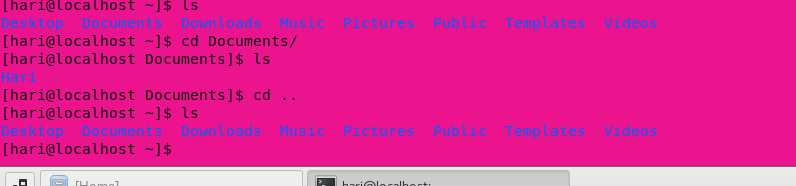 [hari@localhost ~]$ ls
Desktop Documents Downloads Music Pictures Public Templates Videos
[hari@localhost ~]$ cd Documents/
[hari@localhost Documents]$ ls
Hari
[hari@localhost Documents]$ cd ..
[hari@localhost ~]$ ls
Desktop Documents Downloads Music Pictures Public Templates Videos
[hari@localhost ~]$
[Home] hari@localhost: